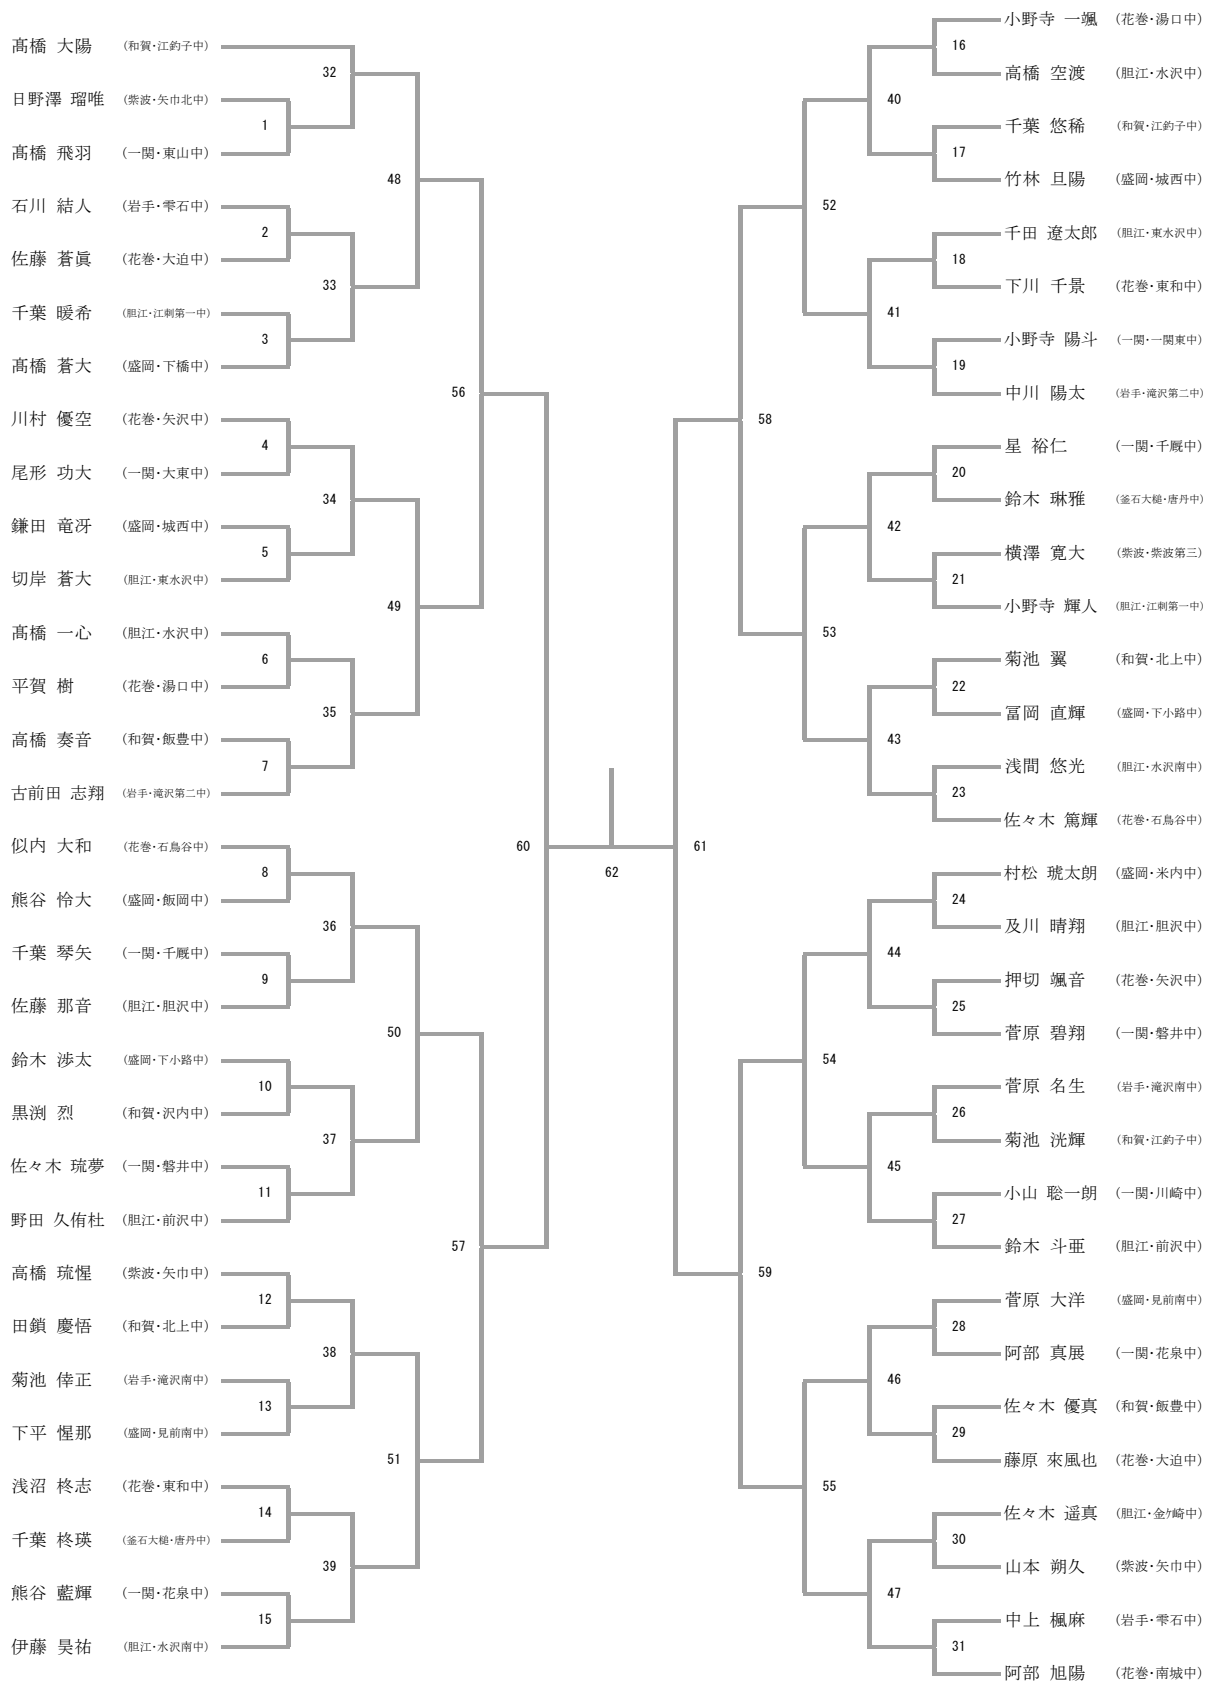 髙橋 大陽 (和賀・江釣子中)
32
日野澤 瑠唯 (紫波・矢巾北中)
1
髙橋 飛羽 (一関・東山中)
48
石川 結人 (岩手・雫石中)
2
佐藤 蒼眞 (花巻・大迫中)
33
千葉 暖希 (胆江・江刺第一中)
3
髙橋 蒼大 (盛岡・下橋中)
56
川村 優空 (花巻・矢沢中)
4
尾形 功大 (一関・大東中)
34
鎌田 竜冴 (盛岡・城西中)
5
切岸 蒼大 (胆江・東水沢中)
49
髙橋 一心 (胆江・水沢中)
6
平賀 樹 (花巻・湯口中)
35
高橋 奏音 (和賀・飯豊中)
7
古前田 志翔 (岩手・滝沢第二中)
60
似内 大和 (花巻・石鳥谷中)
8
熊谷 怜大 (盛岡・飯岡中)
36
千葉 琴矢 (一関・千厩中)
9
佐藤 那音 (胆江・胆沢中)
50
鈴木 渉太 (盛岡・下小路中)
10
黒渕 烈 (和賀・沢内中)
37
佐々木 琉夢 (一関・磐井中)
11
野田 久侑杜 (胆江・前沢中)
57
高橋 琉惺 (紫波・矢巾中)
12
田鎖 慶悟 (和賀・北上中)
38
菊池 倖正 (岩手・滝沢南中)
13
下平 惺那 (盛岡・見前南中)
51
浅沼 柊志 (花巻・東和中)
14
千葉 柊瑛 (釜石大槌・唐丹中)
39
熊谷 藍輝 (一関・花泉中)
15
伊藤 昊祐 (胆江・水沢南中)
62
小野寺 一颯 (花巻・湯口中)
16
高橋 空渡 (胆江・水沢中)
40
千葉 悠稀 (和賀・江釣子中)
17
竹林 旦陽 (盛岡・城西中)
52
千田 遼太郎 (胆江・東水沢中)
18
下川 千景 (花巻・東和中)
41
小野寺 陽斗 (一関・一関東中)
19
中川 陽太 (岩手・滝沢第二中)
58
星 裕仁 (一関・千厩中)
20
鈴木 琳雅 (釜石大槌・唐丹中)
42
横澤 寛大 (紫波・紫波第三)
21
小野寺 輝人 (胆江・江刺第一中)
53
菊池 翼 (和賀・北上中)
22
冨岡 直輝 (盛岡・下小路中)
43
浅間 悠光 (胆江・水沢南中)
23
佐々木 篤輝 (花巻・石鳥谷中)
61
村松 琥太朗 (盛岡・米内中)
24
及川 晴翔 (胆江・胆沢中)
44
押切 颯音 (花巻・矢沢中)
25
菅原 碧翔 (一関・磐井中)
54
菅原 名生 (岩手・滝沢南中)
26
菊池 洸輝 (和賀・江釣子中)
45
小山 聡一朗 (一関・川崎中)
27
鈴木 斗亜 (胆江・前沢中)
59
菅原 大洋 (盛岡・見前南中)
28
阿部 真展 (一関・花泉中)
46
佐々木 優真 (和賀・飯豊中)
29
藤原 來風也 (花巻・大迫中)
55
佐々木 遥真 (胆江・金ケ崎中)
30
山本 朔久 (紫波・矢巾中)
47
中上 楓麻 (岩手・雫石中)
31
阿部 旭陽 (花巻・南城中)